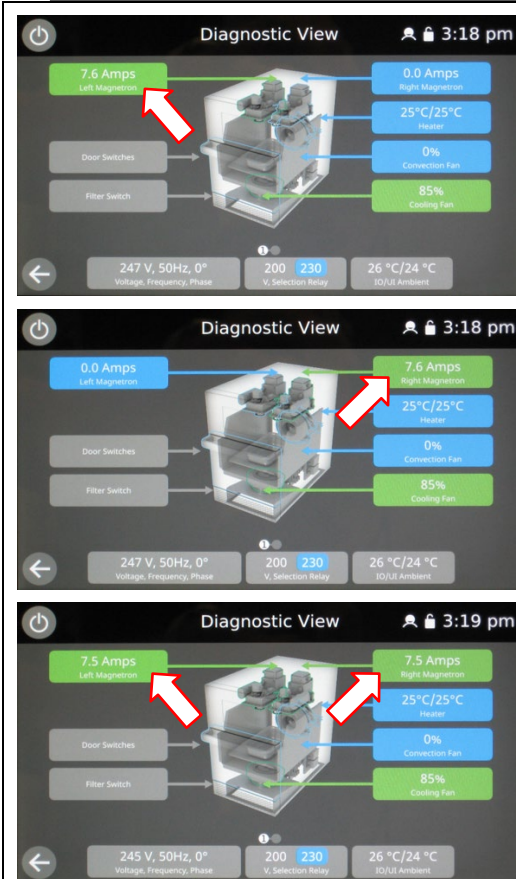 Diagnostic View 3:18 pm
7.6 Amps
Left Magnetron
0.0 Amps
Right Magnetron
25°C/25°C
Heater
Door Switches
0%
Convection Fan
Filter Switch
85%
Cooling Fan
1
247 V, 50Hz, 0°
Voltage, Frequency, Phase
200 230
V, Selection Relay
26 °C/24 °C
IO/UI Ambient
Diagnostic View 3:18 pm
0.0 Amps
Left Magnetron
7.6 Amps
Right Magnetron
25°C/25°C
Heater
Door Switches
0%
Convection Fan
Filter Switch
85%
Cooling Fan
1
247 V, 50Hz, 0°
Voltage, Frequency, Phase
200 230
V, Selection Relay
26 °C/24 °C
IO/UI Ambient
Diagnostic View 3:19 pm
7.5 Amps
Left Magnetron
7.5 Amps
Right Magnetron
25°C/25°C
Heater
Door Switches
0%
Convection Fan
Filter Switch
85%
Cooling Fan
1
245 V, 50Hz, 0°
Voltage, Frequency, Phase
200 230
V, Selection Relay
26 °C/24 °C
IO/UI Ambient